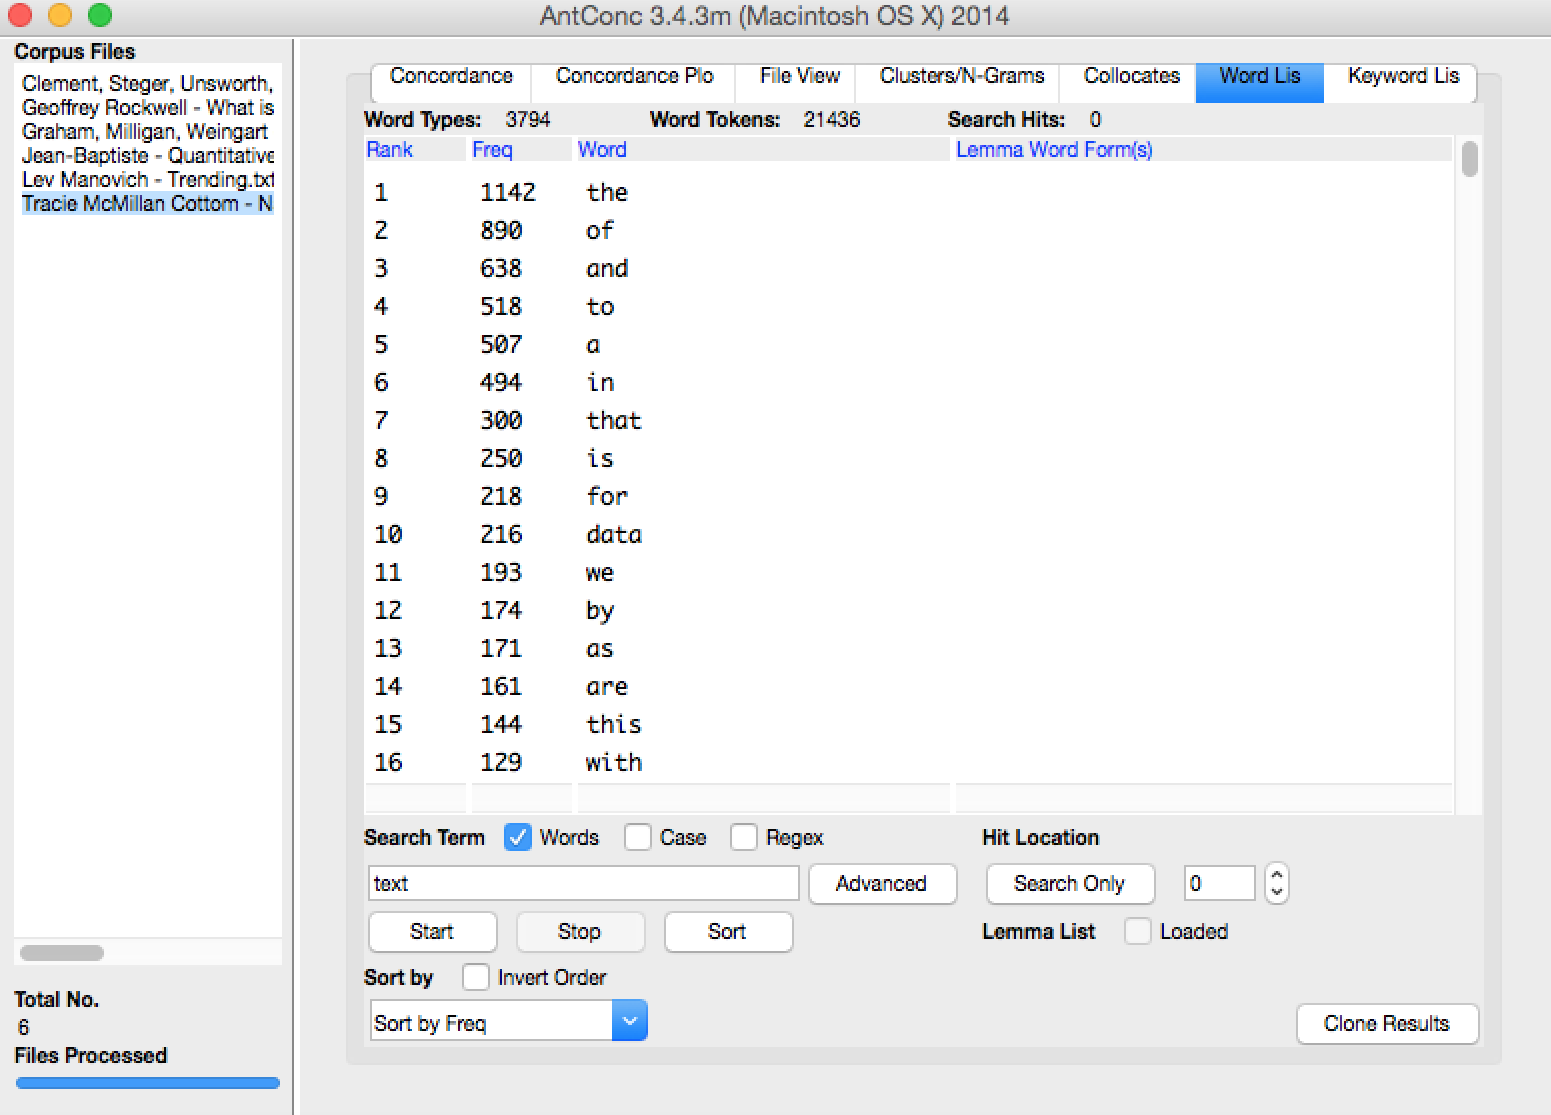 AntConc 3.4.3m (Macintosh OS X) 2014
Corpus Files
Clement, Steger, Unsworth,
Geoffrey Rockwell - What is
Graham, Milligan, Weingart
Jean-Baptiste - Quantitative
Lev Manovich - Trending.txt
Tracie McMillan Cottom - N
Total No.
6
Files Processed
Concordance Concordance Plo File View Clusters/N-Grams Collocates Word Lis Keyword Lis
Word Types: 3794 Word Tokens: 21436 Search Hits: 0
Rank Freq Word Lemma Word Form(s)
1 1142 the
2 890 of
3 638 and
4 518 to
5 507 a
6 494 in
7 300 that
8 250 is
9 218 for
10 216 data
11 193 we
12 174 by
13 171 as
14 161 are
15 144 this
16 129 with
Search Term Words Case Regex Hit Location
text Advanced Search Only 0
Start Stop Sort Lemma List Loaded
Sort by Invert Order
Sort by Freq Clone Results